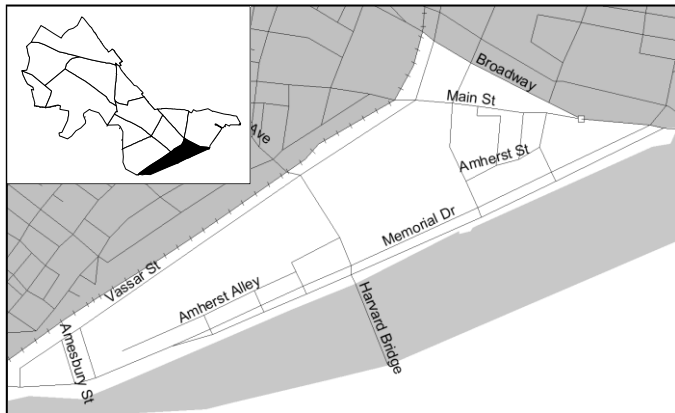 Broadway
Main St
Ave
Amherst St
Memorial Dr
Vassar St
Amherst Alley
Harvard Bridge
Amesbury St